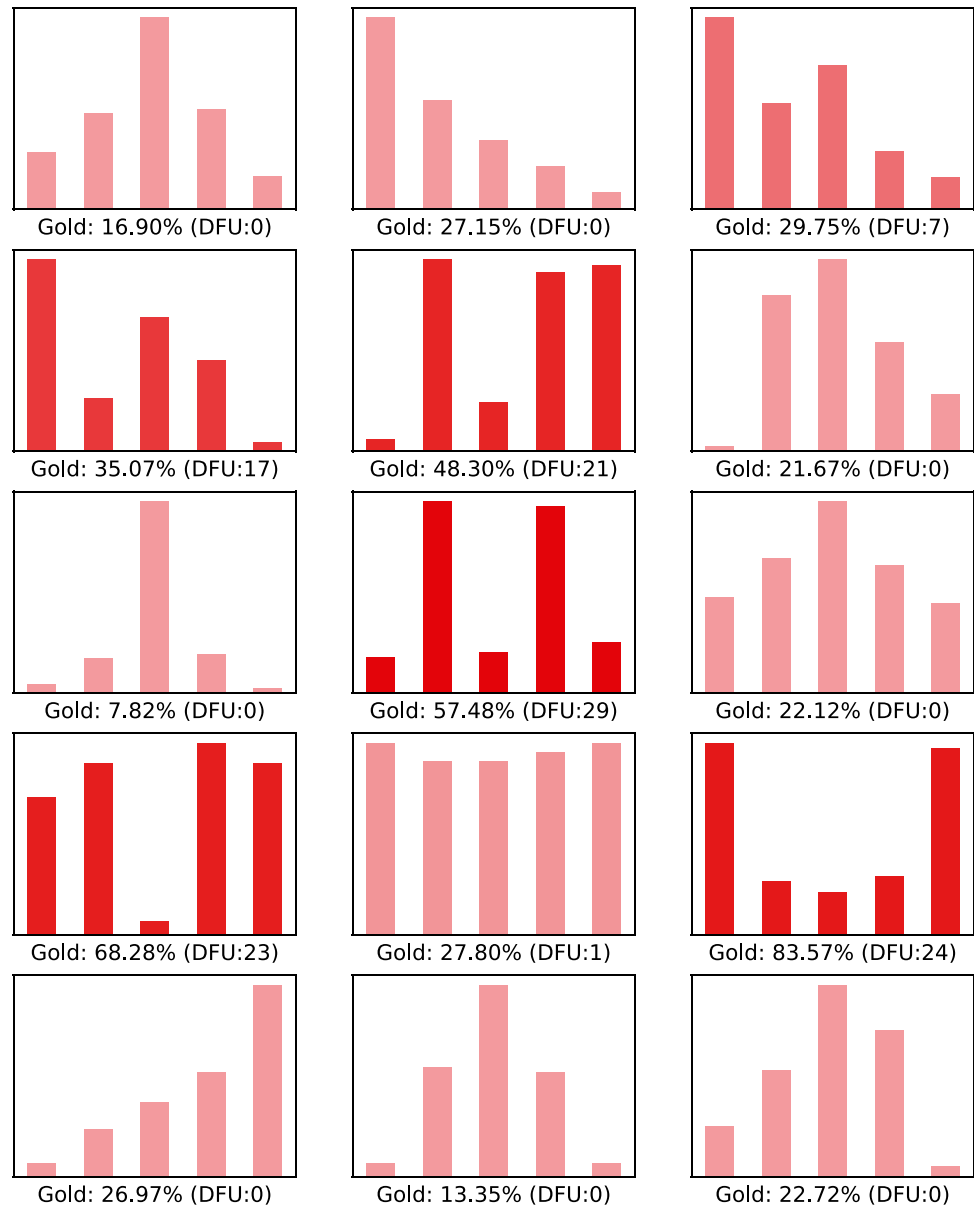 Gold: 16.90% (DFU:0)
Gold: 27.15% (DFU:0)
Gold: 29.75% (DFU:7)
Gold: 35.07% (DFU:17)
Gold: 48.30% (DFU:21)
Gold: 21.67% (DFU:0)
Gold: 7.82% (DFU:0)
Gold: 57.48% (DFU:29)
Gold: 22.12% (DFU:0)
Gold: 68.28% (DFU:23)
Gold: 27.80% (DFU:1)
Gold: 83.57% (DFU:24)
Gold: 26.97% (DFU:0)
Gold: 13.35% (DFU:0)
Gold: 22.72% (DFU:0)